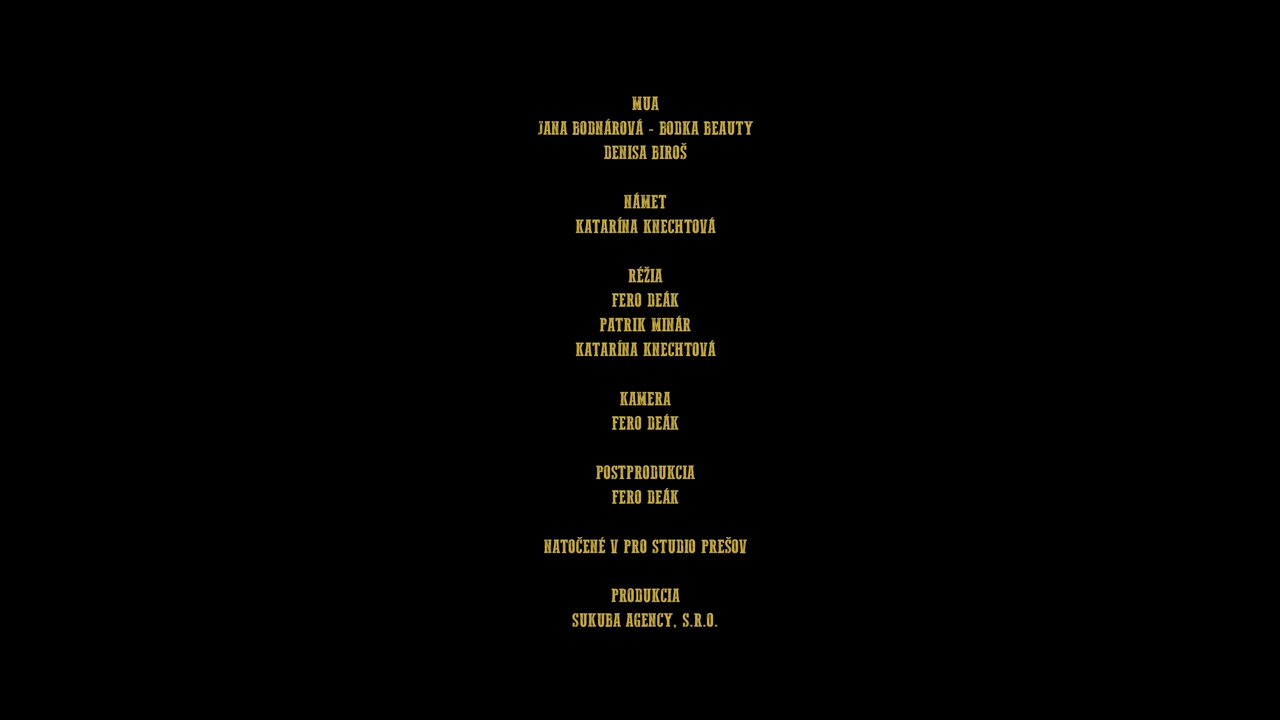 MUA
JANA BODNÁROVÁ - BODKA BEAUTY
DENISA BIROŠ
NÁMET
KATARÍNA KNECHTOVÁ
RÉŽIA
FERO DEÁK
PATRIK MINÁR
KATARÍNA KNECHTOVÁ
KAMERA
FERO DEÁK
POSTPRODUKCIA
FERO DEÁK
NATOČENÉ V PRO STUDIO PREŠOV
PRODUKCIA
SUKUBA AGENCY, S.R.O.